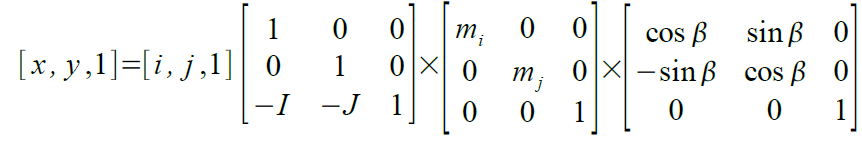 [x, y,1]=[i, j,1] [1 0 0; 0 1 0; −I −J 1] × [m_i 0 0; 0 m_j 0; 0 0 1] × [cos β sin β 0; −sin β cos β 0; 0 0 1]